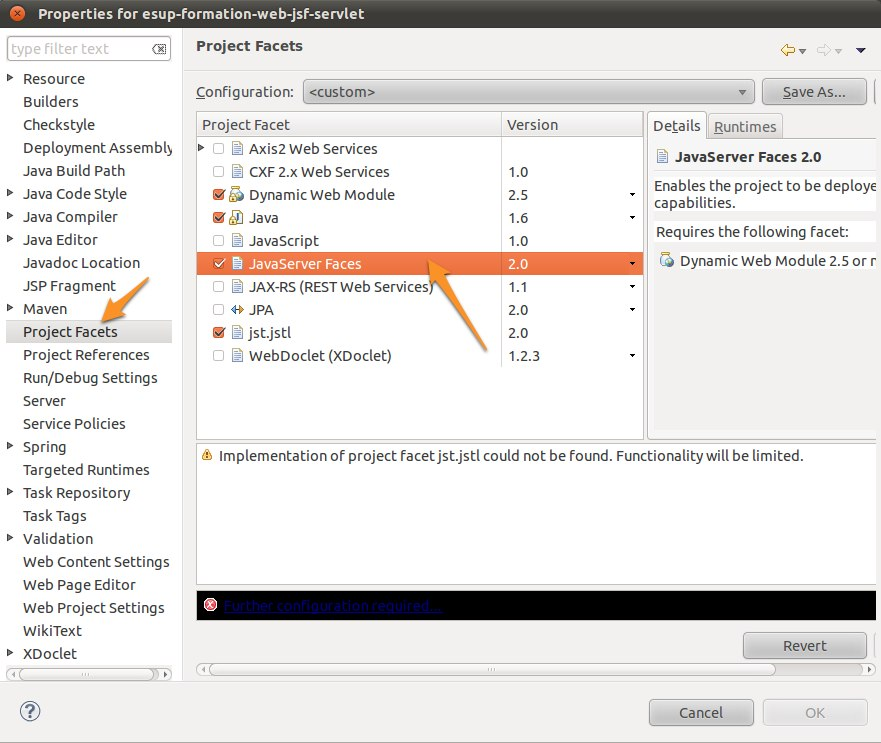 Properties for esup-formation-web-jsf-servlet
type filter text
Resource
Builders
Checkstyle
Deployment Assembly
Java Build Path
Java Code Style
Java Compiler
Java Editor
Javadoc Location
JSP Fragment
Maven
Project Facets
Project References
Run/Debug Settings
Server
Service Policies
Spring
Targeted Runtimes
Task Repository
Task Tags
Validation
Web Content Settings
Web Page Editor
Web Project Settings
WikiText
XDoclet
Project Facets
Configuration: <custom> Save As...
Project Facet Version
Axis2 Web Services
CXF 2.x Web Services 1.0
Dynamic Web Module 2.5
Java 1.6
JavaScript 1.0
JavaServer Faces 2.0
JAX-RS (REST Web Services) 1.1
JPA 2.0
jst.jstl 2.0
WebDoclet (XDoclet) 1.2.3
Details Runtimes
JavaServer Faces 2.0
Enables the project to be deploye
capabilities.
Requires the following facet:
Dynamic Web Module 2.5 or n
Implementation of project facet jst.jstl could not be found. Functionality will be limited.
Further configuration required...
Revert
Cancel OK